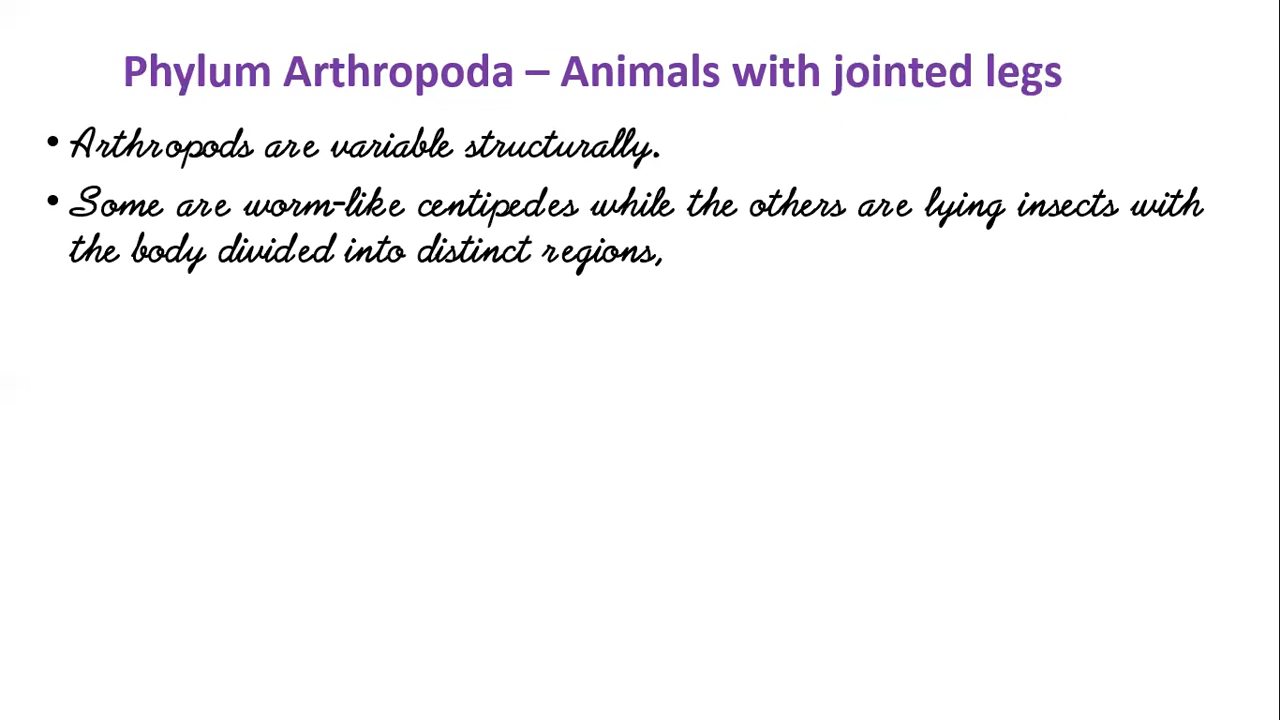 Phylum Arthropoda – Animals with jointed legs
• Arthropods are variable structurally.
• Some are worm-like centipedes while the others are lying insects with
the body divided into distinct regions,